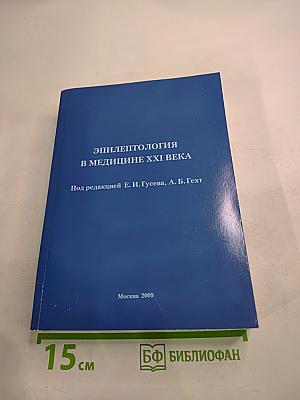 ЭПИЛЕПТОЛОГИЯ
В МЕДИЦИНЕ XXI ВЕКА
Под редакцией Е.И.Гусева, А.Б.Гехт
Москва 2009
15 см
БФ БИБЛИОФАН